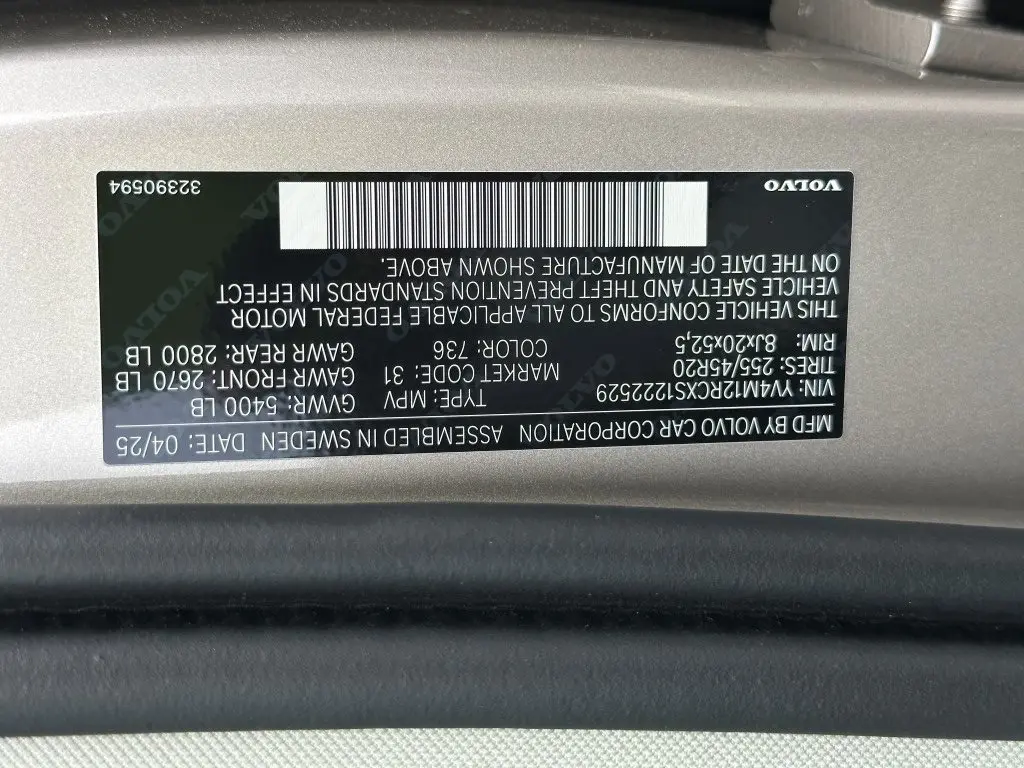 MFD BY VOLVO CAR CORPORATION ASSEMBLED IN SWEDEN DATE: 04/25
VIN: YV4M12RCXS1222529 TYPE: MPV GVWR: 5400 LB
TIRES: 255/45R20 MARKET CODE: 31 GAWR FRONT: 2670 LB
RIM: 8Jx20x52,5 COLOR: 736 GAWR REAR: 2800 LB
THIS VEHICLE CONFORMS TO ALL APPLICABLE FEDERAL MOTOR
VEHICLE SAFETY AND THEFT PREVENTION STANDARDS IN EFFECT
ON THE DATE OF MANUFACTURE SHOWN ABOVE.
VOLVO 32390594